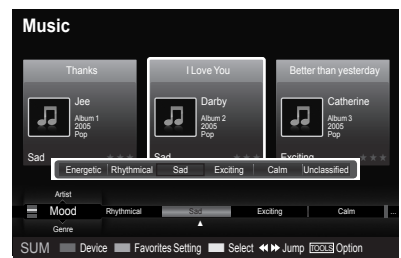 Music
Thanks
I Love You
Better than yesterday
Jee
Album 1
2005
Pop
Darby
Album 2
2005
Pop
Catherine
Album 3
2005
Pop
Sad
Sad
Exciting
Energetic Rhythmical Sad Exciting Calm Unclassified
Artist
Mood Rhythmical Sad Exciting Calm ...
Genre
SUM Device Favorites Setting Select Jump TOOLS Option